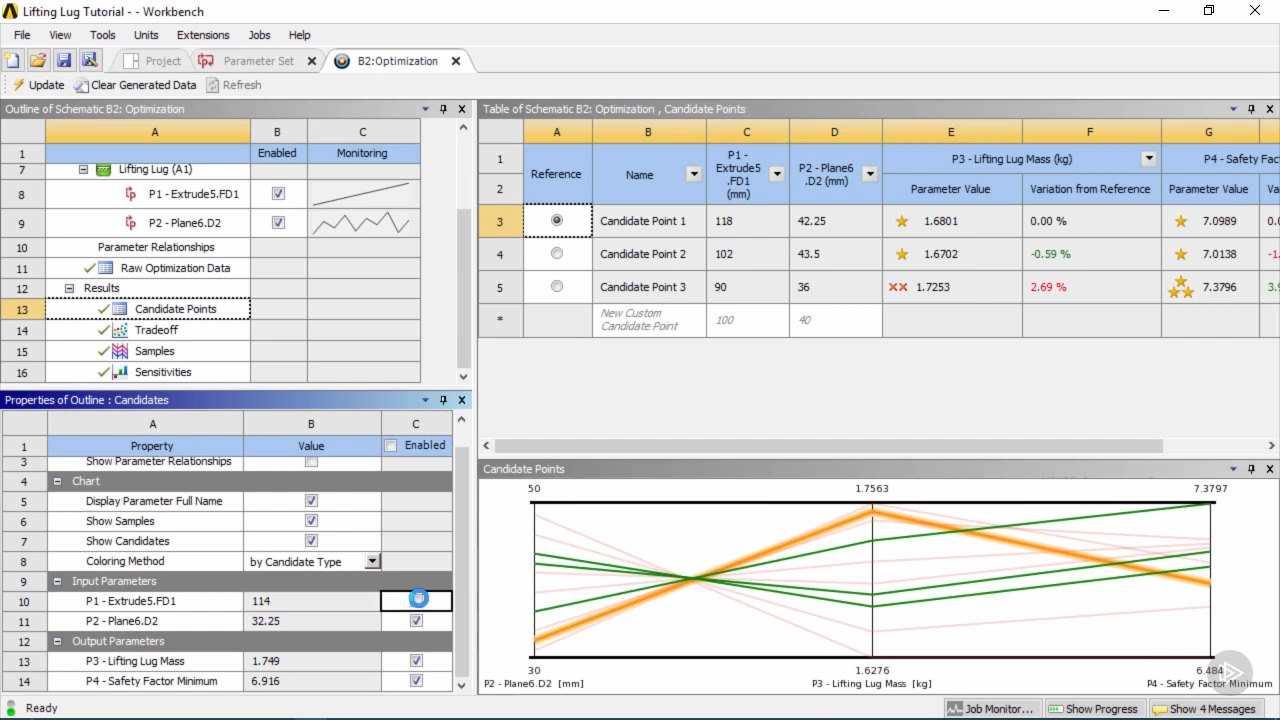 Lifting Lug Tutorial - - Workbench
File View Tools Units Extensions Jobs Help
Project Parameter Set B2:Optimization
Update Clear Generated Data Refresh
Outline of Schematic B2: Optimization
A B C
1 Enabled Monitoring
7 Lifting Lug (A1)
8 P1 - Extrude5.FD1
9 P2 - Plane6.D2
10 Parameter Relationships
11 Raw Optimization Data
12 Results
13 Candidate Points
14 Tradeoff
15 Samples
16 Sensitivities
Properties of Outline : Candidates
A B C
1 Property Value Enabled
3 Show Parameter Relationships
4 Chart
5 Display Parameter Full Name
6 Show Samples
7 Show Candidates
8 Coloring Method by Candidate Type
9 Input Parameters
10 P1 - Extrude5.FD1 114
11 P2 - Plane6.D2 32.25
12 Output Parameters
13 P3 - Lifting Lug Mass 1.749
14 P4 - Safety Factor Minimum 6.916
Table of Schematic B2: Optimization , Candidate Points
A B C D E F G
1 Reference Name P1 - Extrude5 .FD1 (mm) P2 - Plane6 .D2 (mm) P3 - Lifting Lug Mass (kg) P4 - Safety Fact
2 Parameter Value Variation from Reference Parameter Value Va
3 Candidate Point 1 118 42.25 1.6801 0.00 % 7.0989 0.0
4 Candidate Point 2 102 43.5 1.6702 -0.59 % 7.0138 -1.
5 Candidate Point 3 90 36 1.7253 2.69 % 7.3796 3.9
* New Custom Candidate Point 100 40
Candidate Points
50 1.7563 7.3797
30 1.6276 6.484
P2 - Plane6.D2 [mm] P3 - Lifting Lug Mass [kg] P4 - Safety Factor Minimum
Ready Job Monitor... Show Progress Show 4 Messages